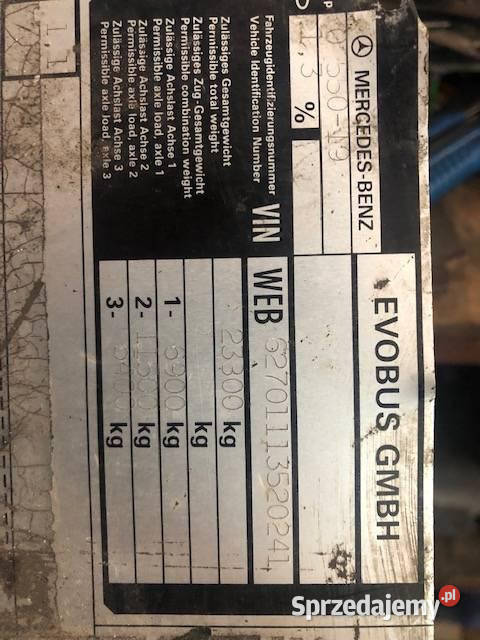 MERCEDES-BENZ
EVOBUS GMBH
%
Fahrzeugidentifizierungsnummer
Vehicle Identification Number
VIN WEB 62701113520241
Zulässiges Gesamtgewicht
Permissible total weight
23300 kg
Zulässiges Zug-Gesamtgewicht
Permissible combination weight
kg
Zulässige Achslast Achse 1
Permissible axle load, axle 1
1- 6900 kg
Zulässige Achslast Achse 2
Permissible axle load, axle 2
2- kg
Zulässige Achslast Achse 3
Permissible axle load, axle 3
3- kg
Sprzedajemy.pl